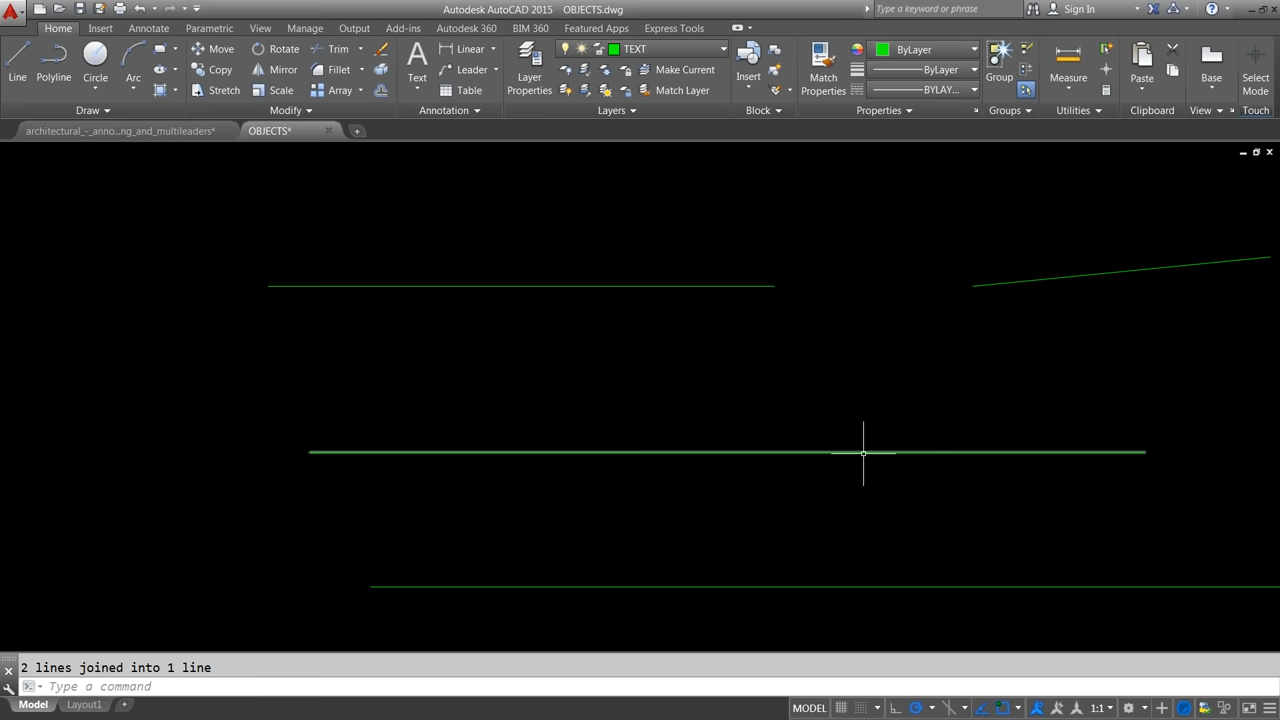 Autodesk AutoCAD 2015 OBJECTS.dwg
Type a keyword or phrase
Sign In
Home Insert Annotate Parametric View Manage Output Add-ins Autodesk 360 BIM 360 Featured Apps Express Tools
Line Polyline Circle Arc
Move Rotate Trim
Copy Mirror Fillet
Stretch Scale Array
Text
Linear
Leader
Table
Layer Properties
TEXT
Make Current
Match Layer
Insert
Match Properties
ByLayer
ByLayer
BYLAY...
Group
Measure
Paste
Base
Select Mode
Draw Modify Annotation Layers Block Properties Groups Utilities Clipboard View Touch
architectural_-_anno...ng_and_multileaders* OBJECTS*
2 lines joined into 1 line
Type a command
Model Layout1
MODEL 1:1